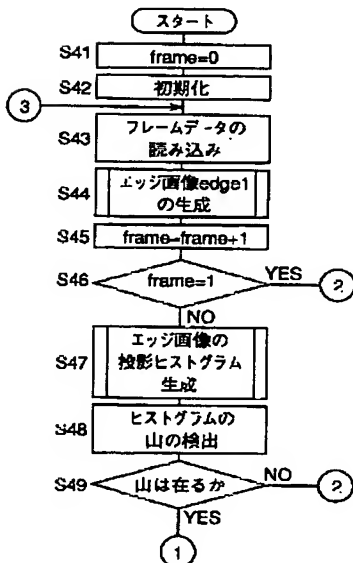 スタート
S41
frame=0
S42
初期化
3
S43
フレームデータの
読み込み
S44
エッジ画像edge1
の生成
S45
frame=frame+1
S46
frame=1
YES
2
NO
S47
エッジ画像の
投影ヒストグラム
生成
S48
ヒストグラムの
山の検出
S49
山は在るか
NO
2
YES
1